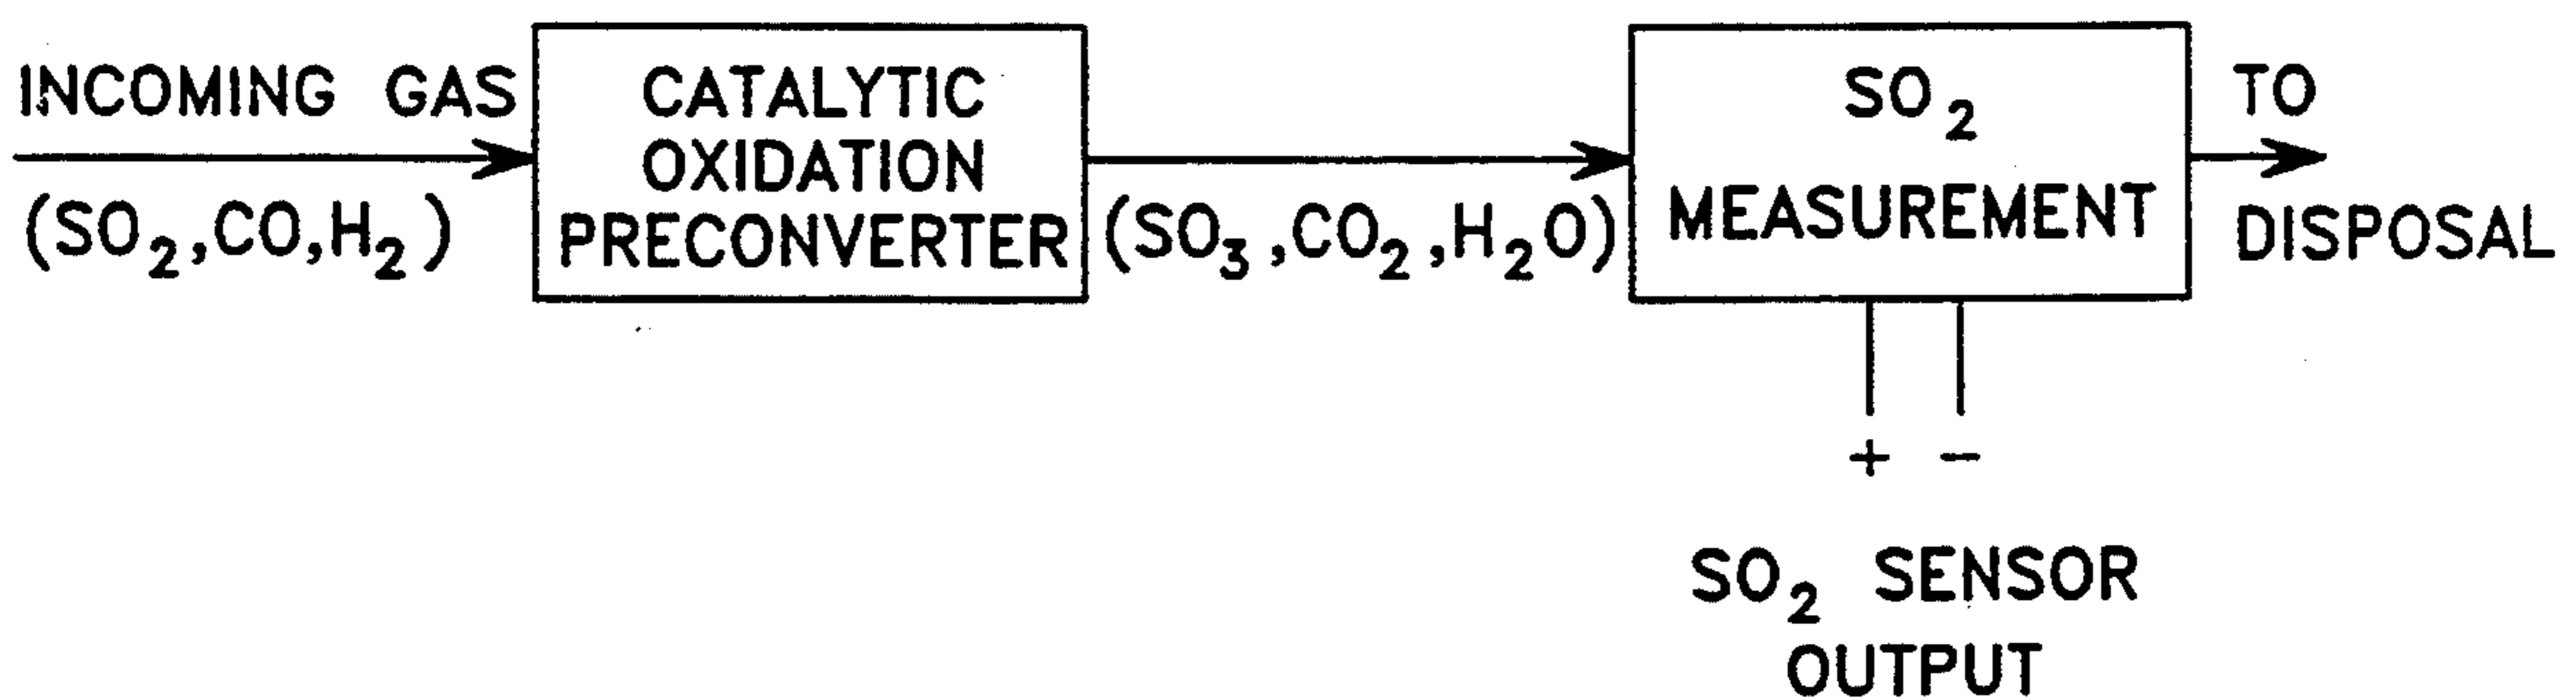 INCOMING GAS
(SO₂,CO,H₂)
CATALYTIC
OXIDATION
PRECONVERTER
(SO₃,CO₂,H₂O)
SO₂
MEASUREMENT
TO
DISPOSAL
+ −
SO₂ SENSOR
OUTPUT